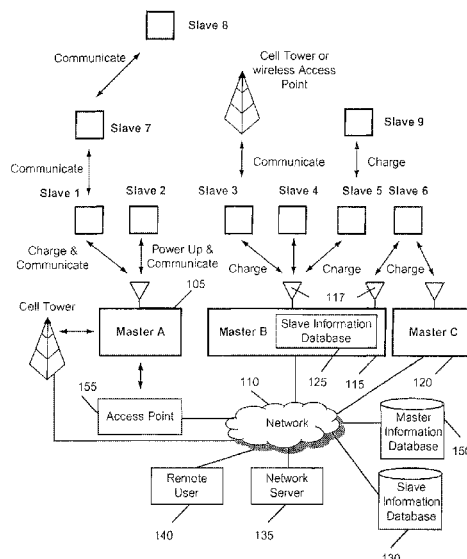 Slave 8
Communicate
Cell Tower or
wireless Access
Point
Slave 7
Slave 9
Communicate
Communicate
Charge
Slave 1
Slave 2
Slave 3
Slave 4
Slave 5
Slave 6
Charge &
Communicate
Power Up &
Communicate
Charge
Charge
Charge
Cell Tower
105
117
Master A
Master B
Slave Information
Database
Master C
155
110
125
115
120
Access Point
Network
Master
Information
Database
150
Remote
User
Network
Server
Slave
Information
Database
140
135
130